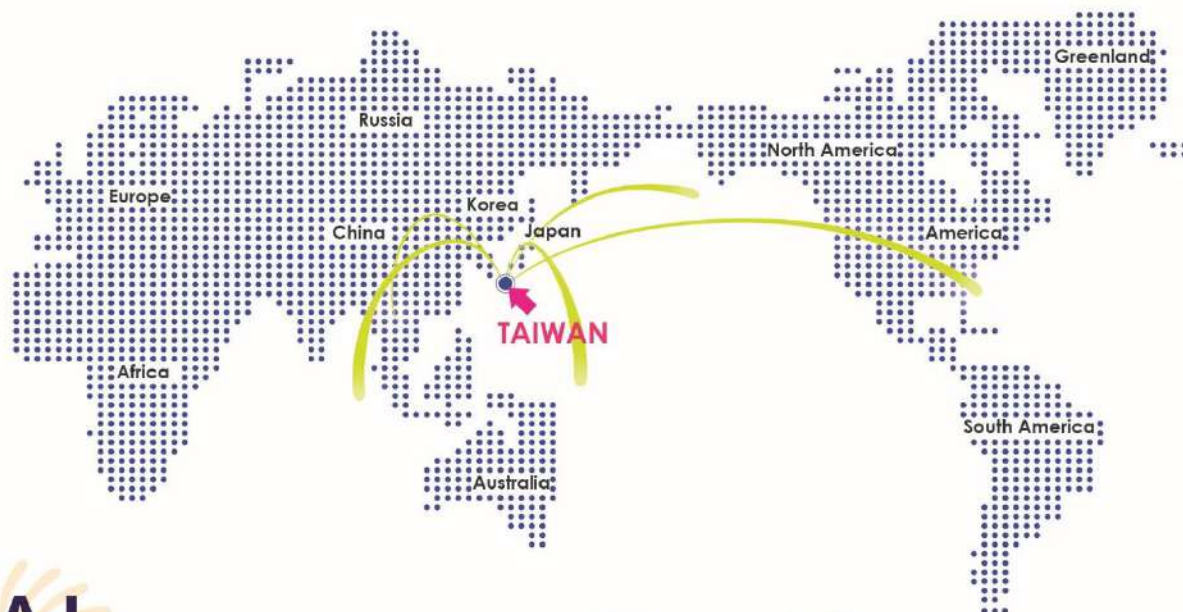 Greenland
Russia
North America
Europe
Korea
China
Japan
America
TAIWAN
Africa
South America
Australia